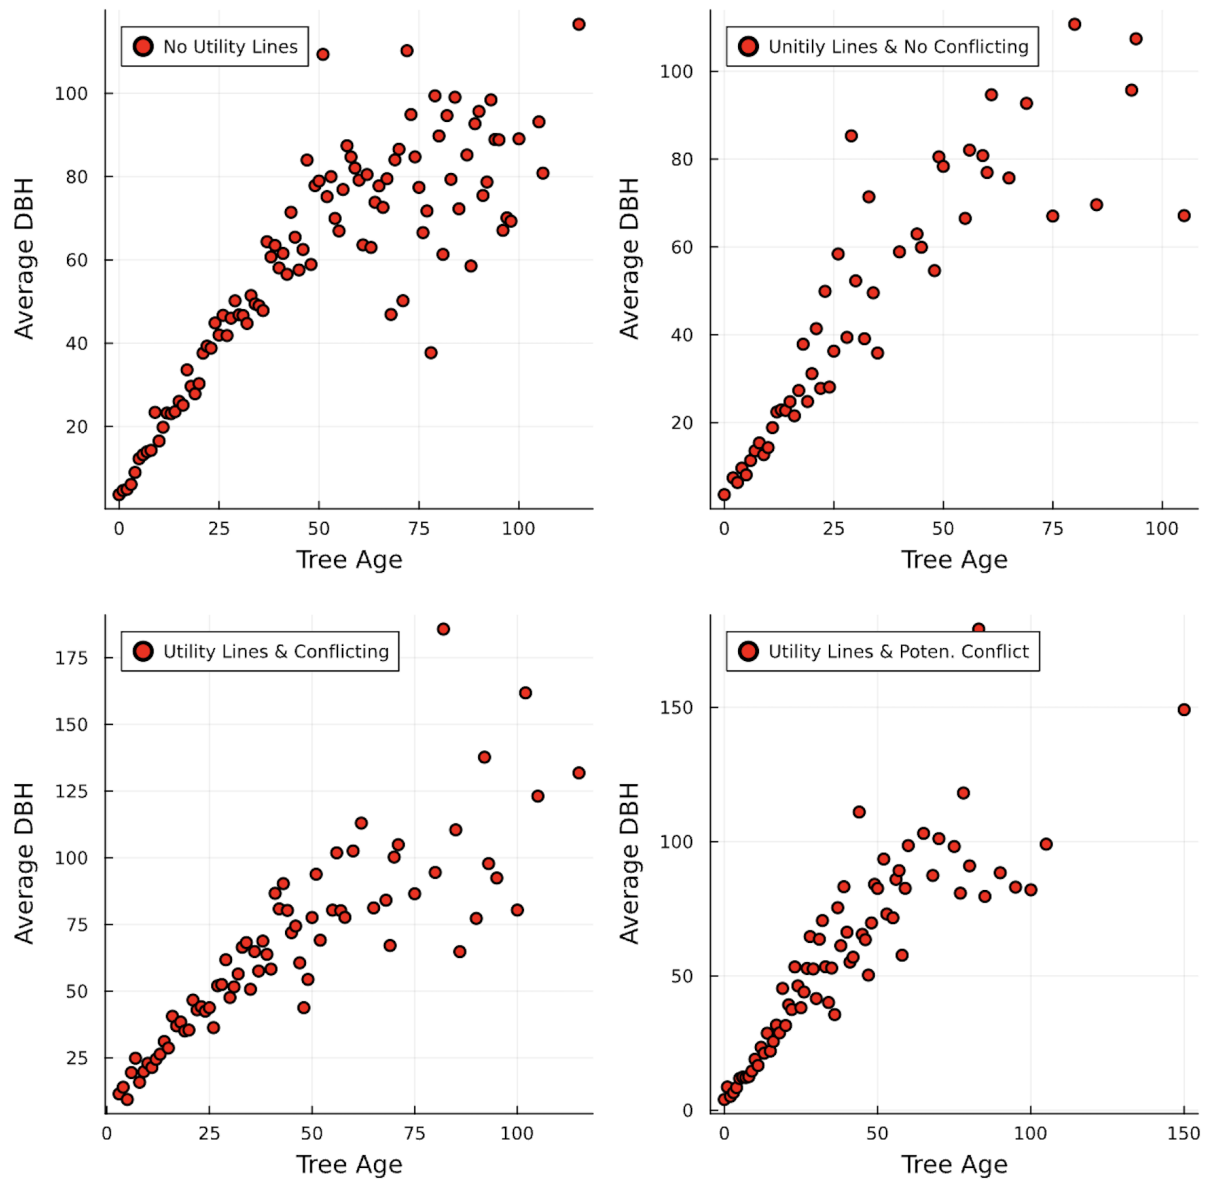 No Utility Lines
100
80
60
40
20
Average DBH
0 25 50 75 100
Tree Age
Unitily Lines & No Conflicting
100
80
60
40
20
Average DBH
0 25 50 75 100
Tree Age
Utility Lines & Conflicting
175
150
125
100
75
50
25
Average DBH
0 25 50 75 100
Tree Age
Utility Lines & Poten. Conflict
150
100
50
0
Average DBH
0 50 100 150
Tree Age